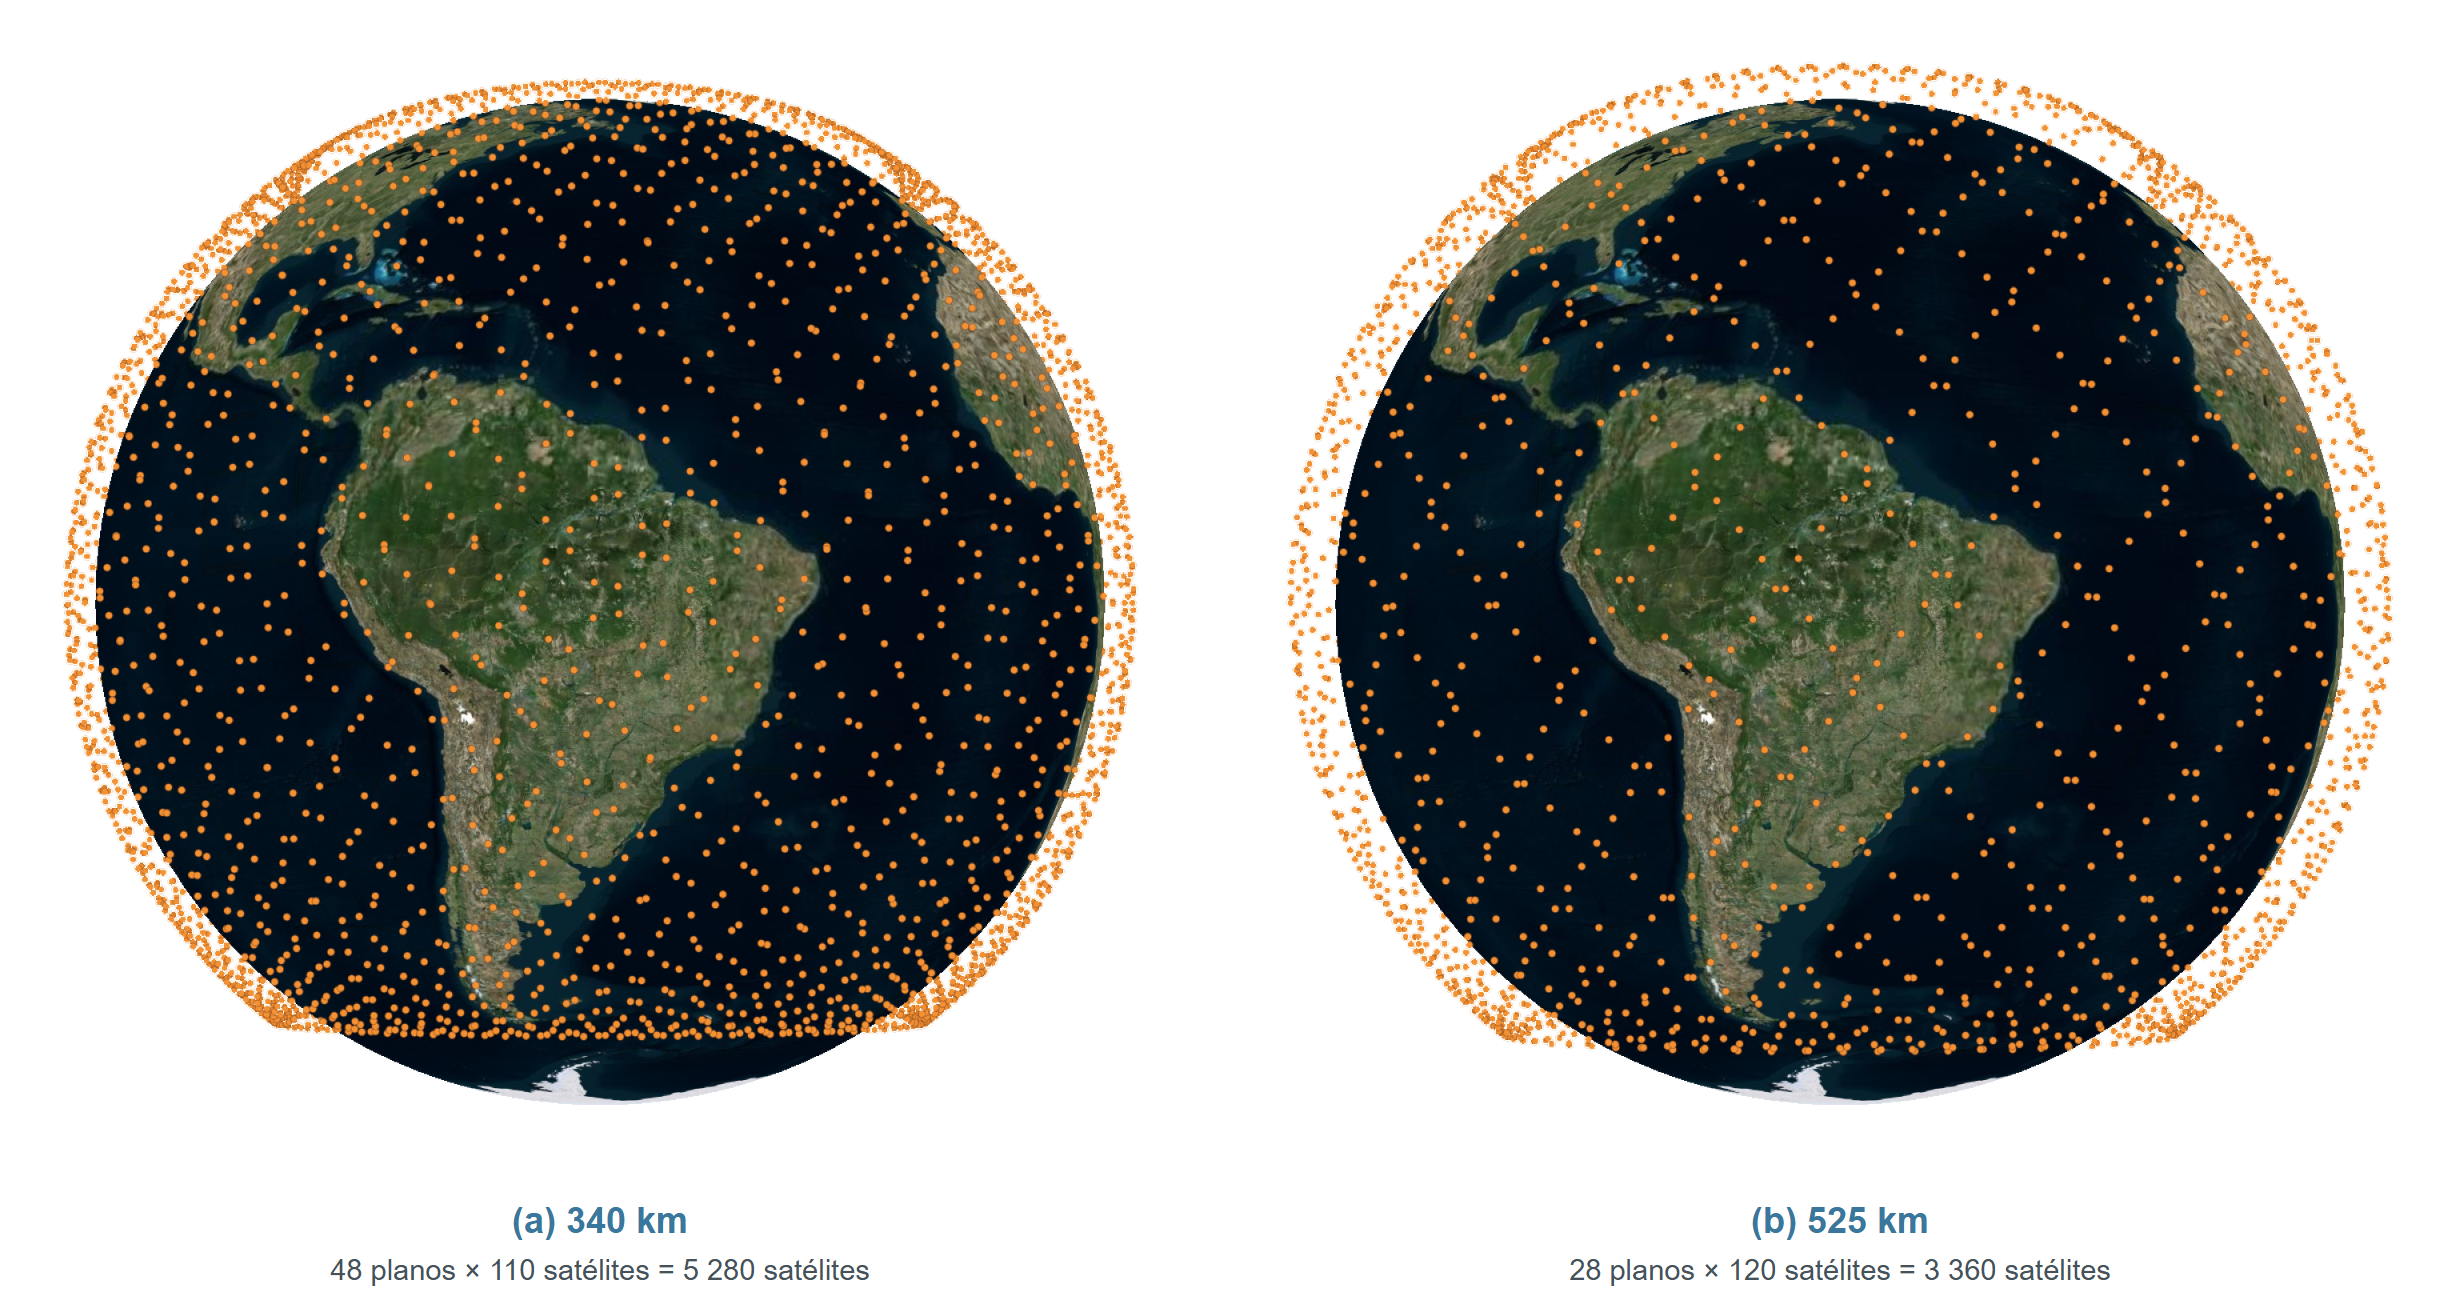 (a) 340 km
48 planos × 110 satélites = 5 280 satélites
(b) 525 km
28 planos × 120 satélites = 3 360 satélites